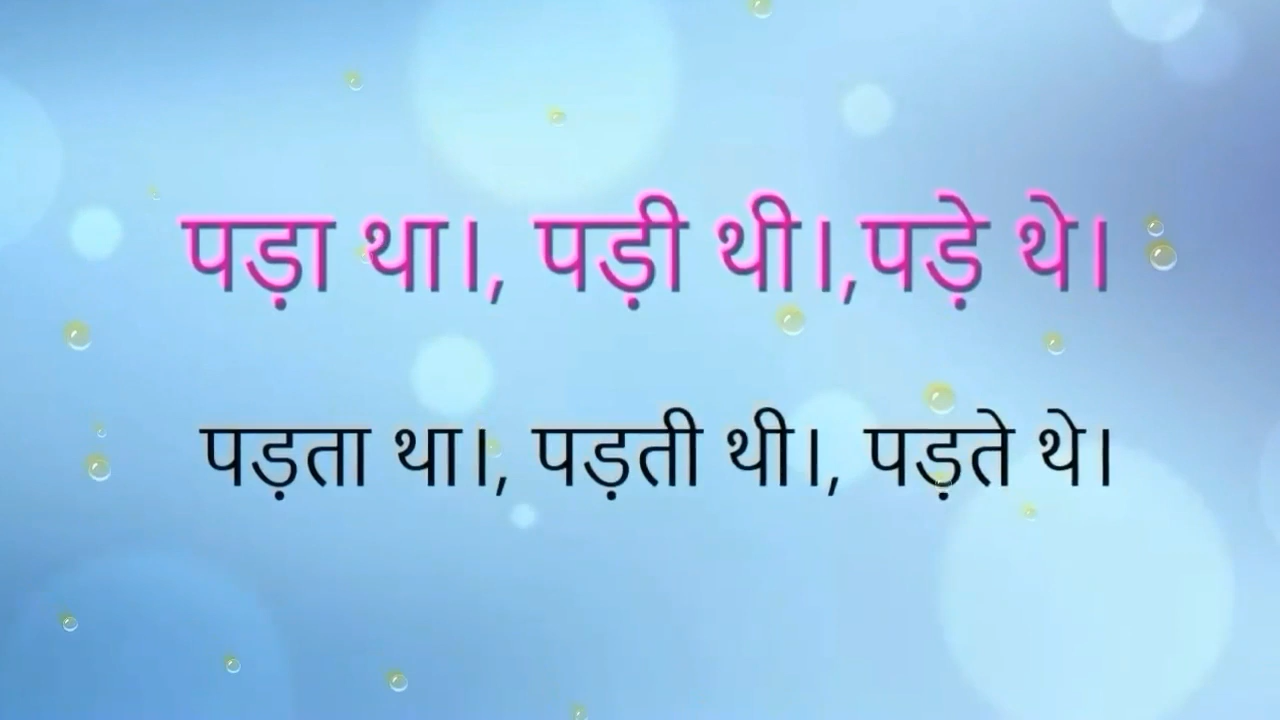 पड़ा था।, पड़ी थी।,पड़े थे।
पड़ता था।, पड़ती थी।, पड़ते थे।